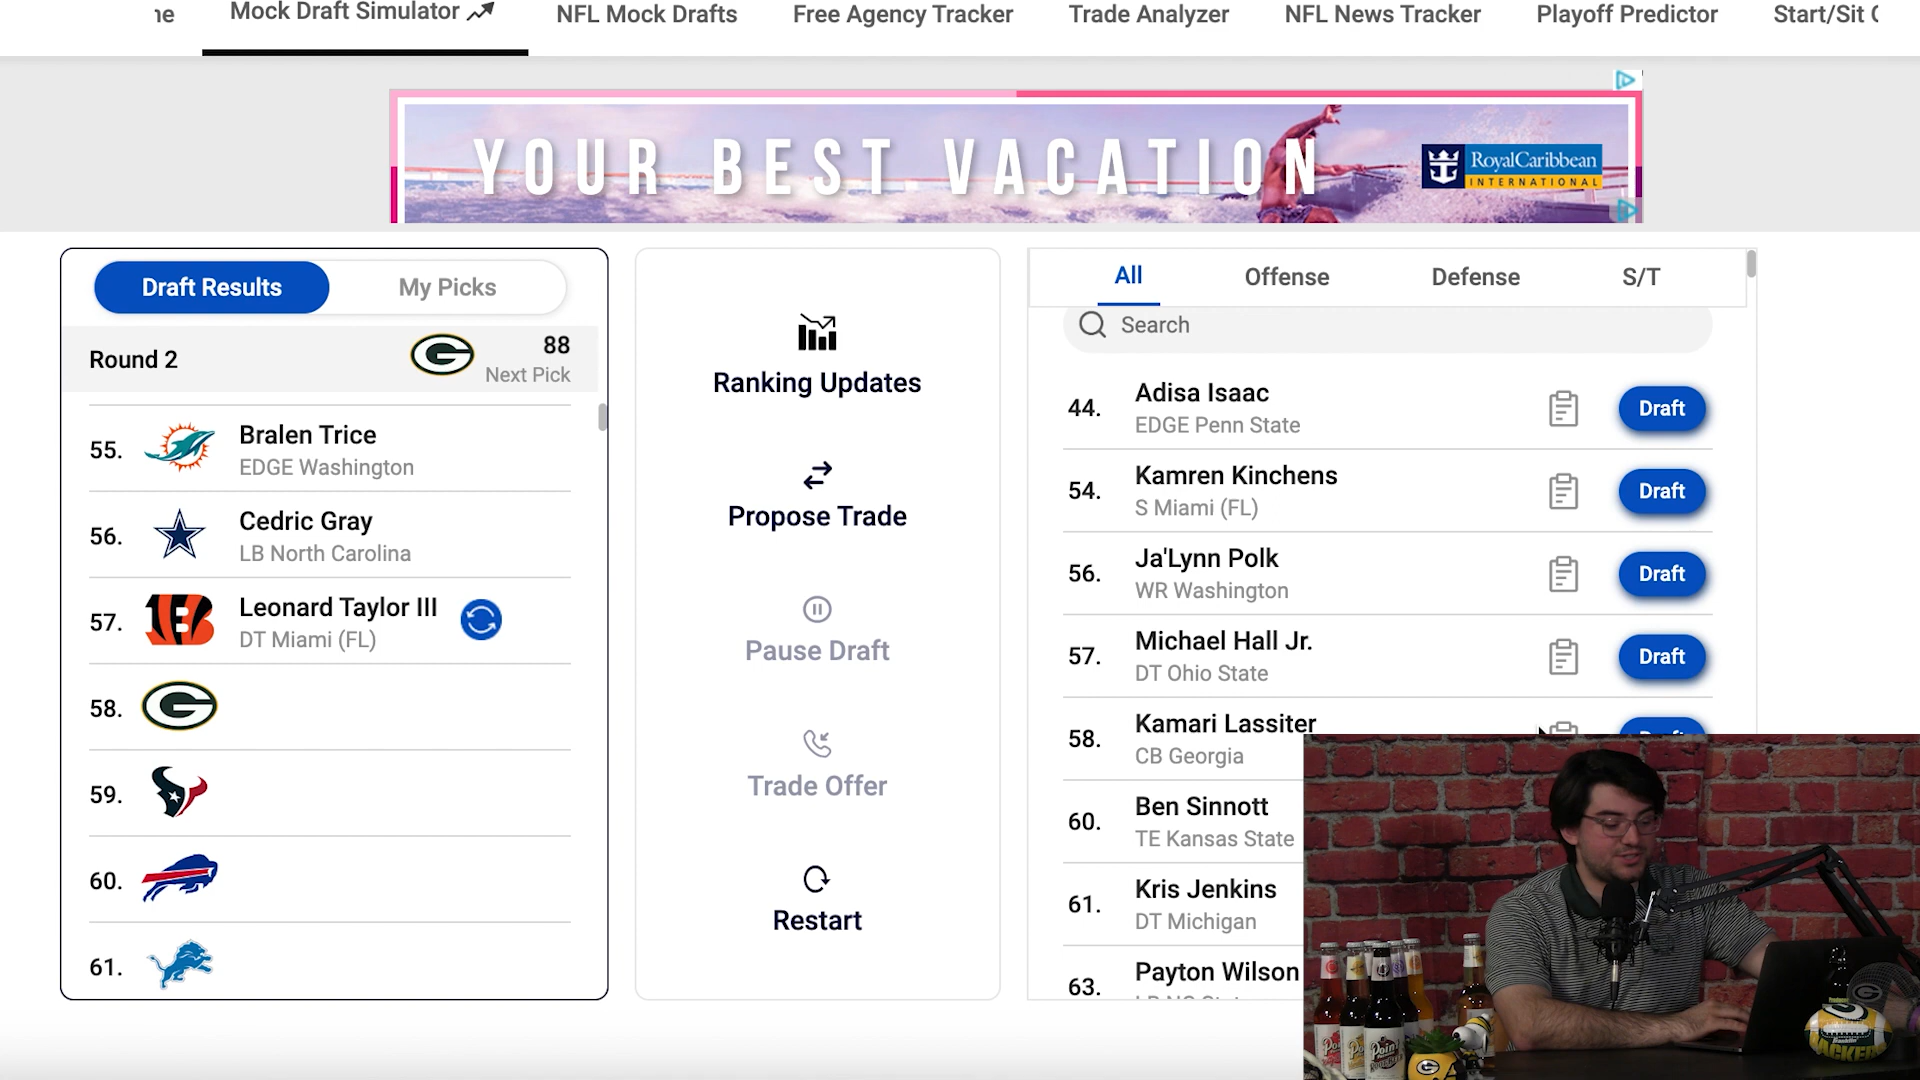 Mock Draft Simulator
NFL Mock Drafts
Free Agency Tracker
Trade Analyzer
NFL News Tracker
Playoff Predictor
Start/Sit
YOUR BEST VACATION
RoyalCaribbean
INTERNATIONAL
Draft Results
My Picks
Round 2
88
Next Pick
55.
Bralen Trice
EDGE Washington
56.
Cedric Gray
LB North Carolina
57.
Leonard Taylor III
DT Miami (FL)
58.
59.
60.
61.
Ranking Updates
Propose Trade
Pause Draft
Trade Offer
Restart
All
Offense
Defense
S/T
Search
44.
Adisa Isaac
EDGE Penn State
Draft
54.
Kamren Kinchens
S Miami (FL)
Draft
56.
Ja'Lynn Polk
WR Washington
Draft
57.
Michael Hall Jr.
DT Ohio State
Draft
58.
Kamari Lassiter
CB Georgia
60.
Ben Sinnott
TE Kansas State
61.
Kris Jenkins
DT Michigan
63.
Payton Wilson
Point
PACKERS